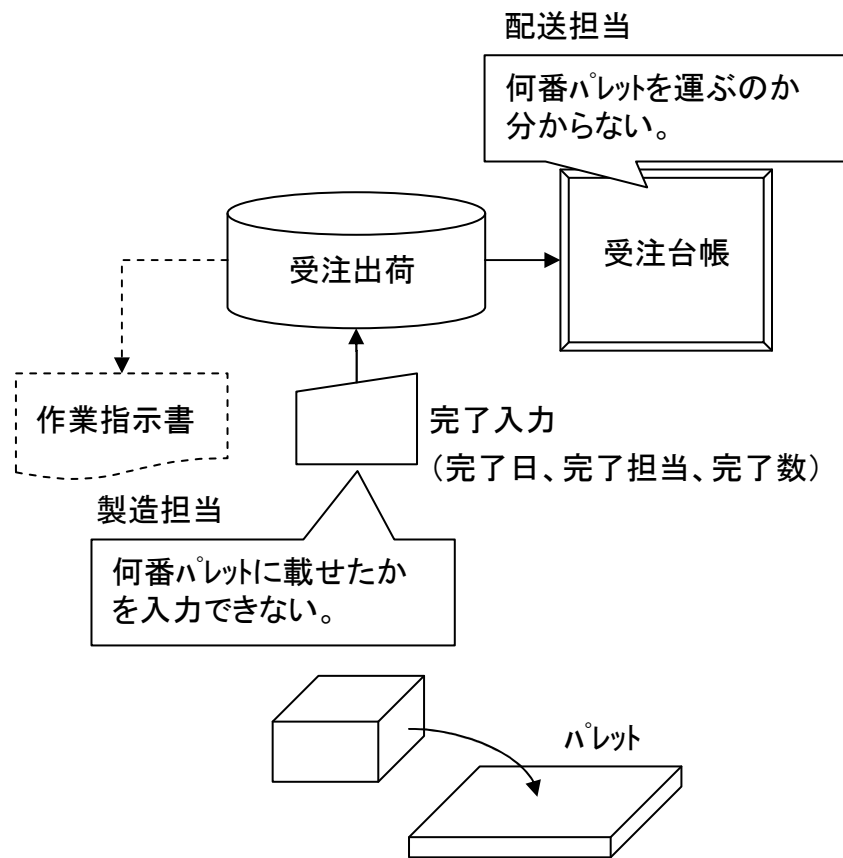 配送担当
何番パレットを運ぶのか
分からない。
受注出荷
受注台帳
作業指示書
完了入力
（完了日、完了担当、完了数）
製造担当
何番パレットに載せたか
を入力できない。
パレット